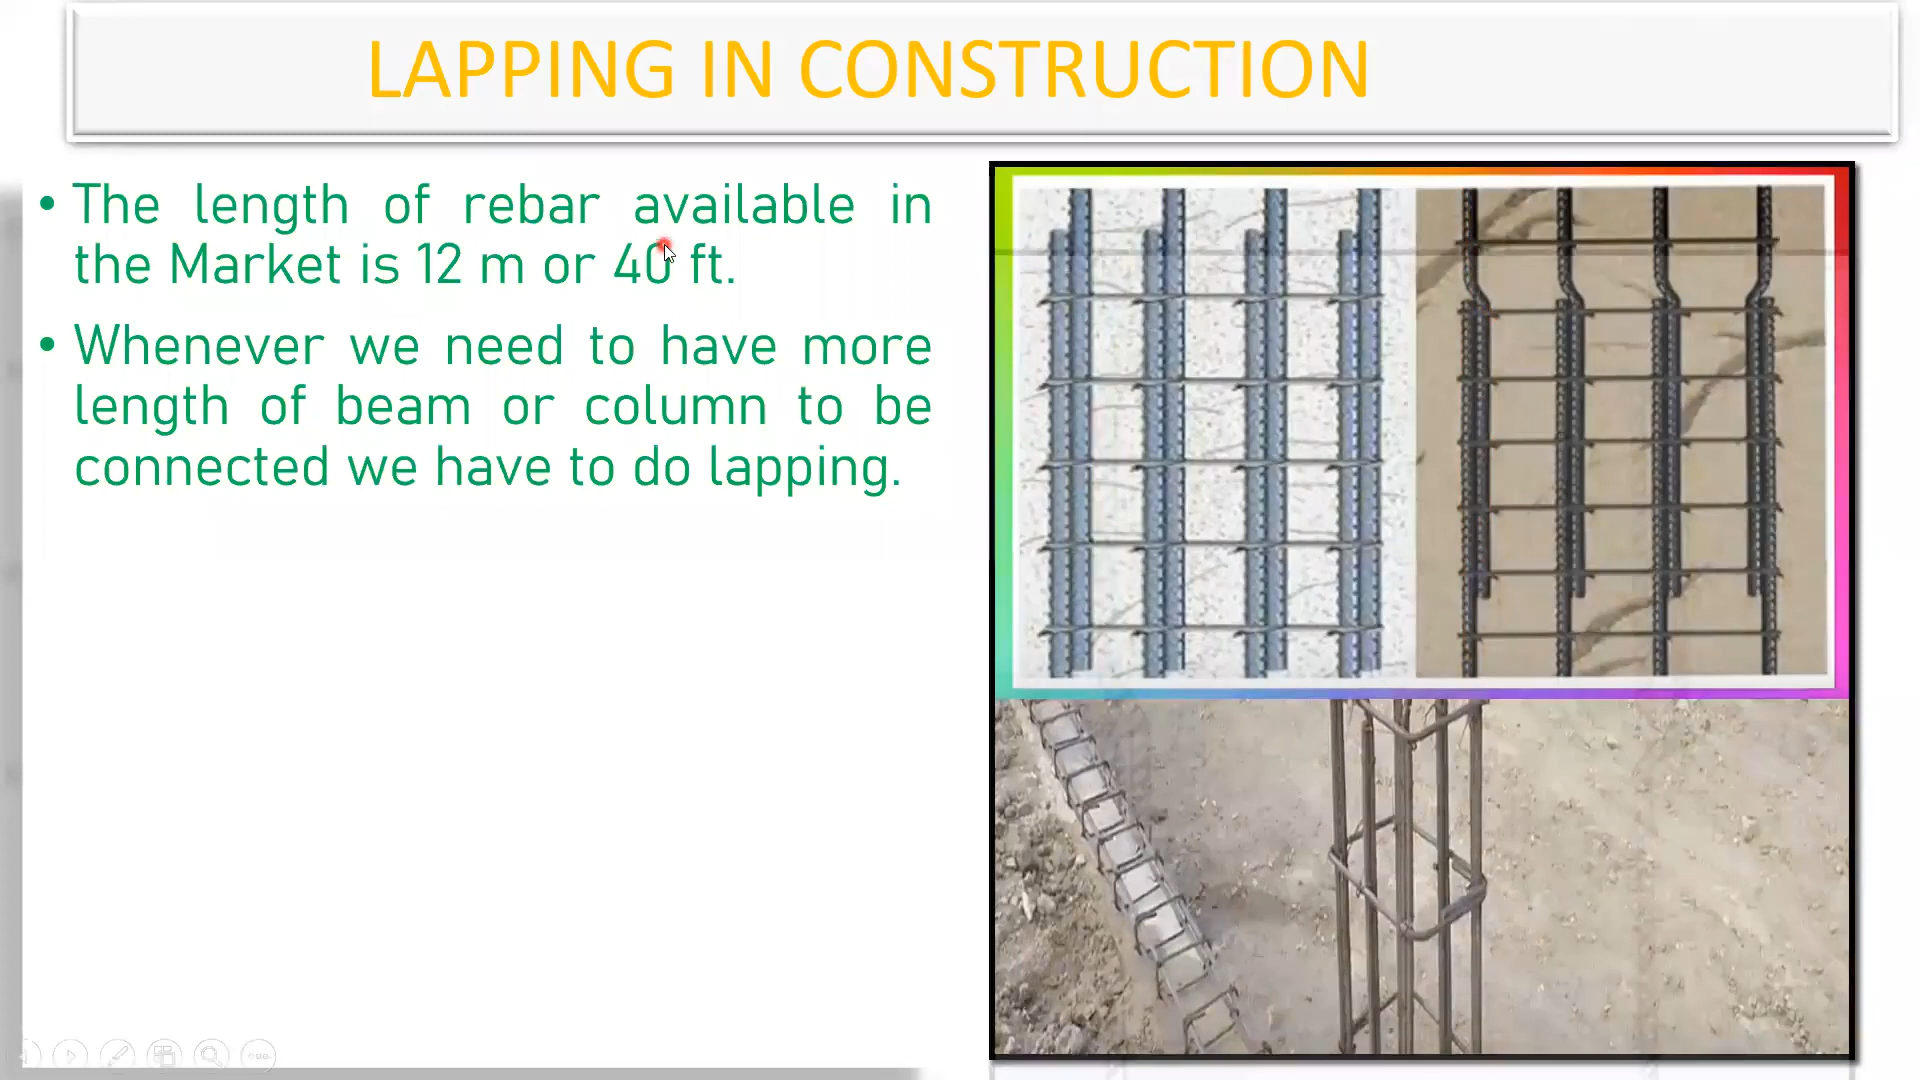 LAPPING IN CONSTRUCTION
• The length of rebar available in
the Market is 12 m or 40 ft.
• Whenever we need to have more
length of beam or column to be
connected we have to do lapping.